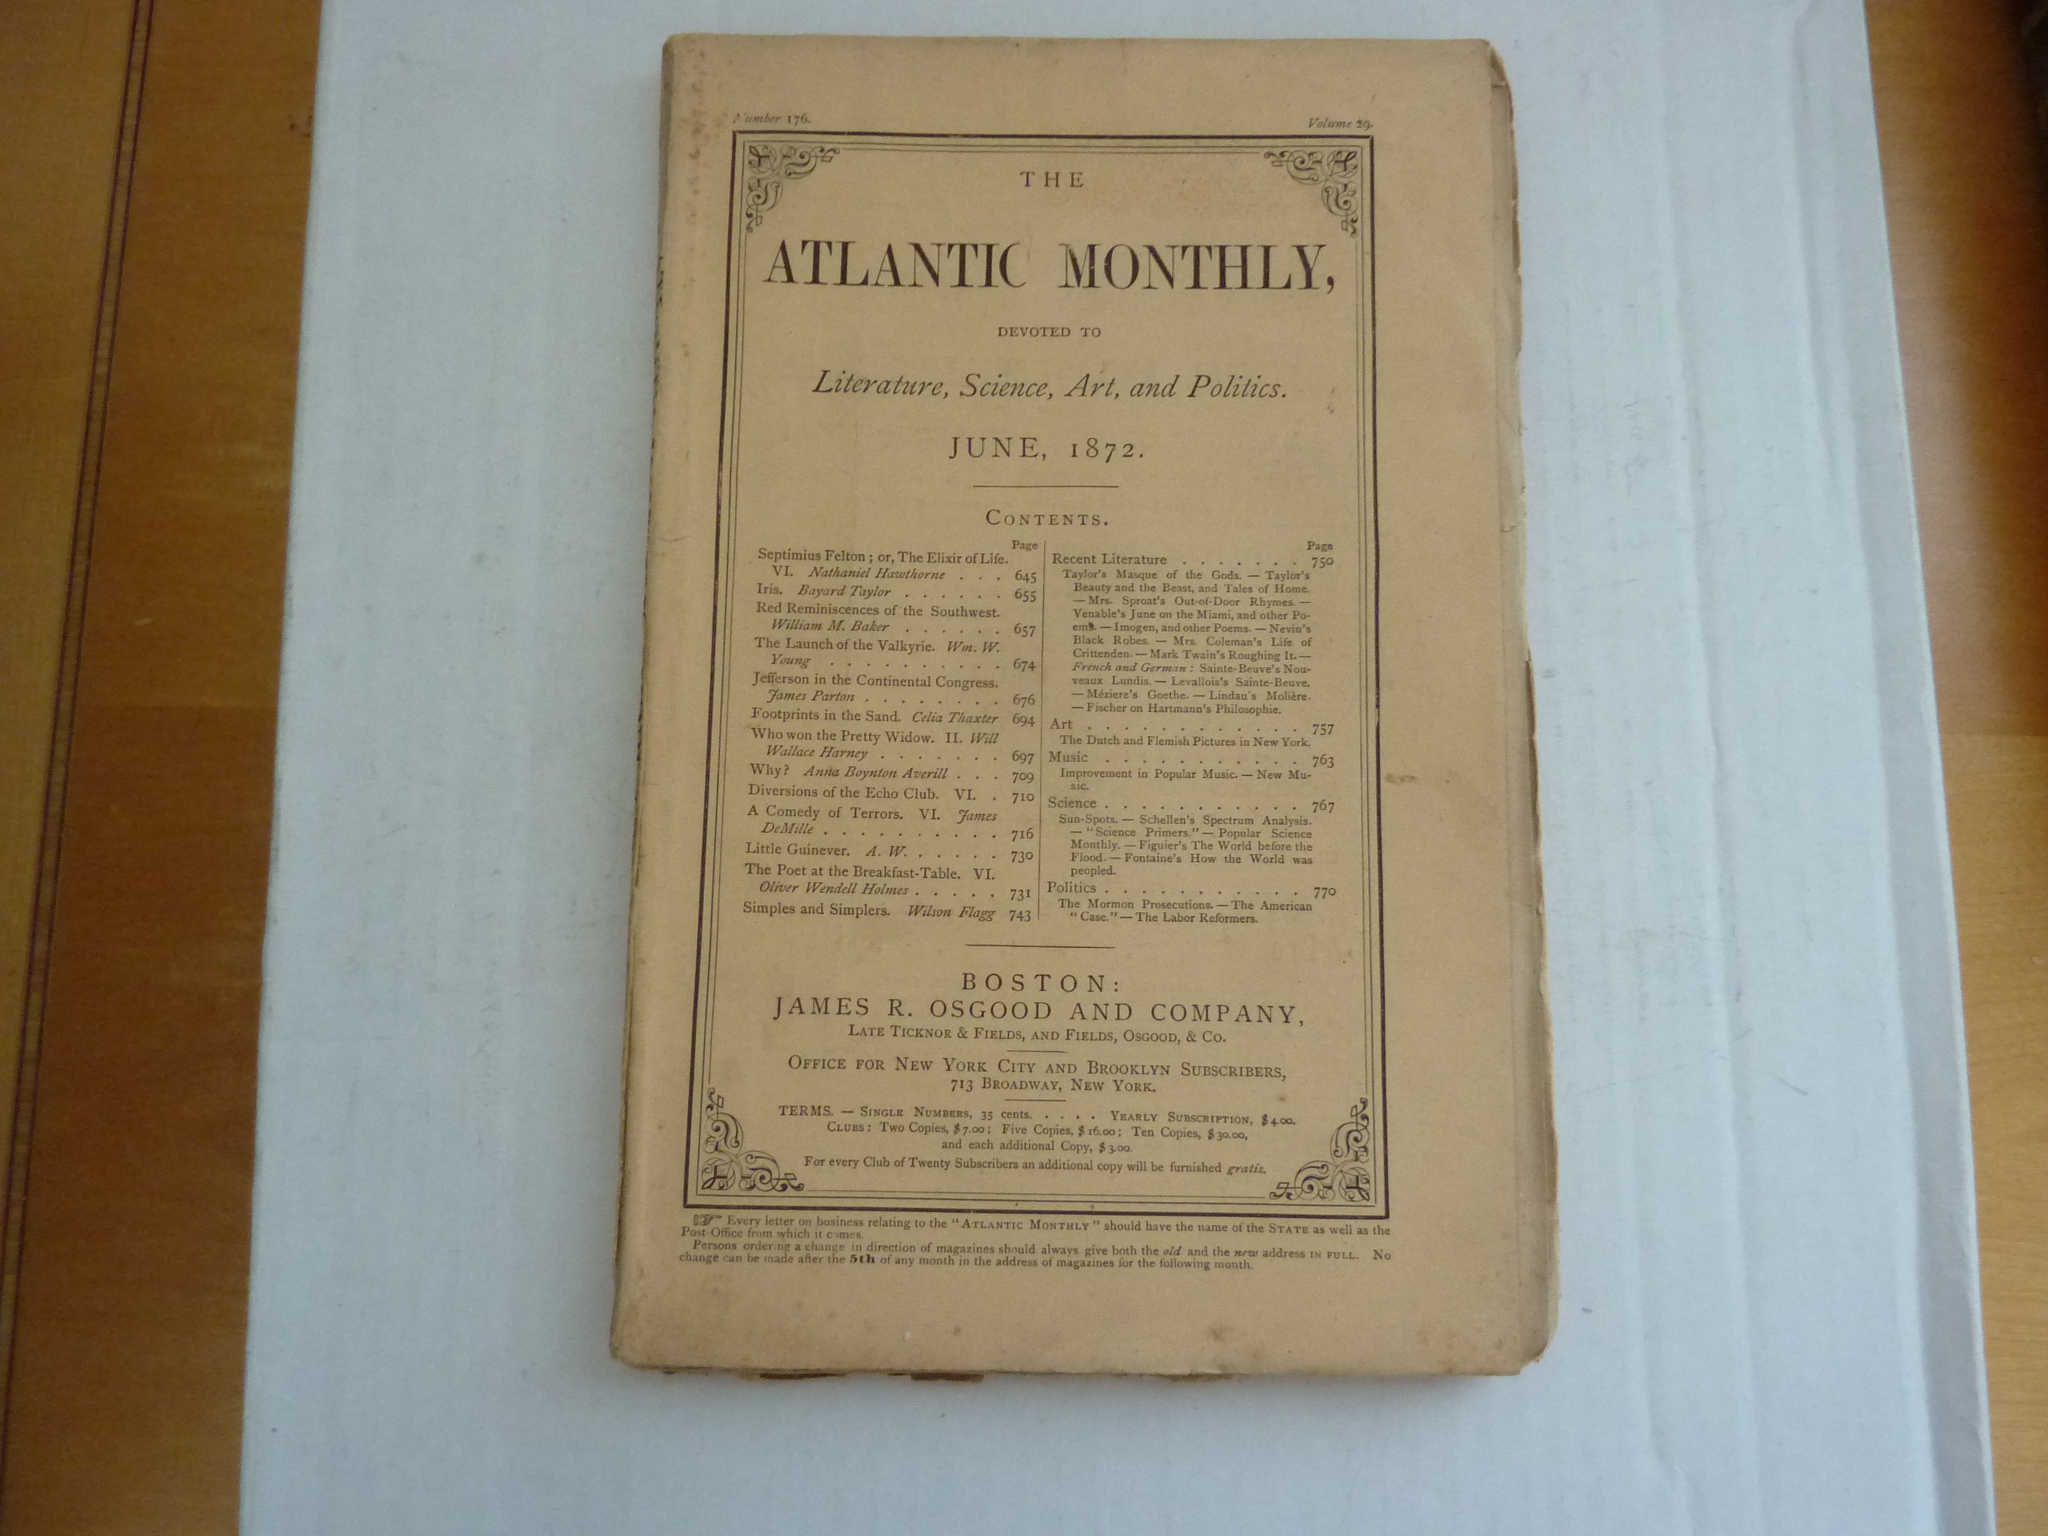 Number 176.
Volume 29.
THE
ATLANTIC MONTHLY,
DEVOTED TO
Literature, Science, Art, and Politics.
JUNE, 1872.
CONTENTS.
Page
Septimius Felton; or, The Elixir of Life.
VI. Nathaniel Hawthorne . . . 645
Iris. Bayard Taylor . . . . . . 655
Red Reminiscences of the Southwest.
William M. Baker . . . . . . 657
The Launch of the Valkyrie. Wm. W.
Young . . . . . . . . . . 674
Jefferson in the Continental Congress.
James Parton . . . . . . . . 676
Footprints in the Sand. Celia Thaxter 694
Who won the Pretty Widow. II. Will
Wallace Harney . . . . . . . 697
Why? Anna Boynton Averill . . . 709
Diversions of the Echo Club. VI. . 710
A Comedy of Terrors. VI. James
DeMille . . . . . . . . . . 716
Little Guinever. A. W. . . . . . 730
The Poet at the Breakfast-Table. VI.
Oliver Wendell Holmes . . . . . 731
Simples and Simplers. Wilson Flagg 743
Page
Recent Literature . . . . . . . 750
Taylor's Masque of the Gods. — Taylor's
Beauty and the Beast, and Tales of Home.
— Mrs. Sproat's Out-of-Door Rhymes. —
Venable's June on the Miami, and other Po-
ems. — Imogen, and other Poems. — Nevin's
Black Robes. — Mrs. Coleman's Life of
Crittenden. — Mark Twain's Roughing It. —
French and German: Sainte-Beuve's Nou-
veaux Lundis. — Levallois's Sainte-Beuve.
— Méziere's Goethe. — Lindau's Molière.
— Fischer on Hartmann's Philosophie.
Art . . . . . . . . . . . . 757
The Dutch and Flemish Pictures in New York.
Music . . . . . . . . . . . 763
Improvement in Popular Music. — New Mu-
sic.
Science . . . . . . . . . . . 767
Sun-Spots. — Schellen's Spectrum Analysis.
— "Science Primers." — Popular Science
Monthly. — Figuier's The World before the
Flood. — Fontaine's How the World was
peopled.
Politics . . . . . . . . . . . 770
The Mormon Prosecutions. — The American
"Case." — The Labor Reformers.
BOSTON:
JAMES R. OSGOOD AND COMPANY,
LATE TICKNOR & FIELDS, AND FIELDS, OSGOOD, & CO.
OFFICE FOR NEW YORK CITY AND BROOKLYN SUBSCRIBERS,
713 BROADWAY, NEW YORK.
TERMS. — SINGLE NUMBERS, 35 cents. . . . . YEARLY SUBSCRIPTION, $4.00.
CLUBS: Two Copies, $7.00; Five Copies, $16.00; Ten Copies, $30.00,
and each additional Copy, $3.00.
For every Club of Twenty Subscribers an additional copy will be furnished gratis.
☞ Every letter on business relating to the "ATLANTIC MONTHLY" should have the name of the STATE as well as the
Post-Office from which it comes.
Persons ordering a change in direction of magazines should always give both the old and the new address IN FULL. No
change can be made after the 5th of any month in the address of magazines for the following month.